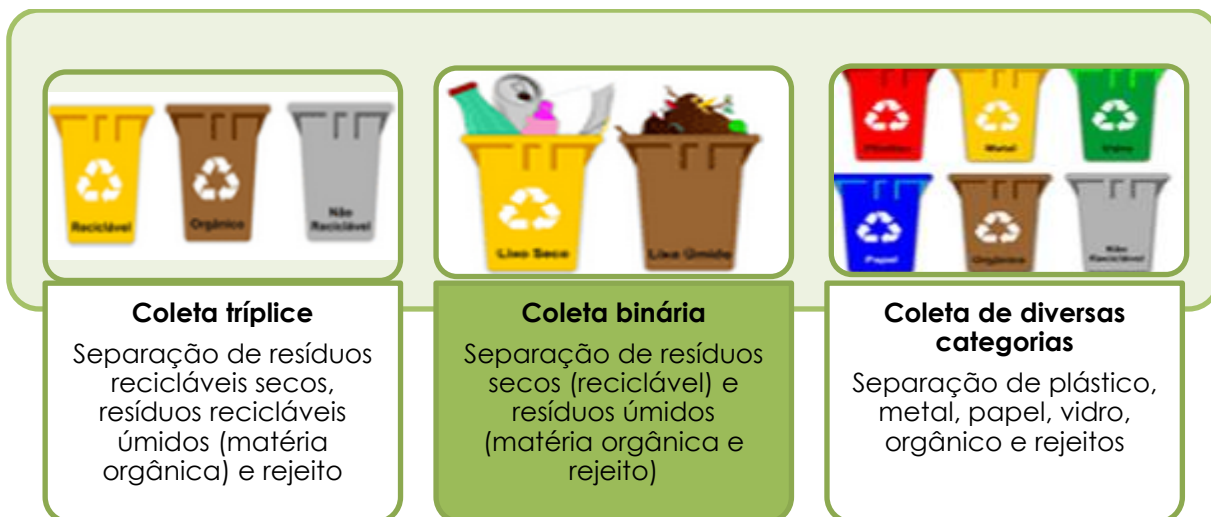 Reciclável
Orgânico
Não
Reciclável
Lixo Seco
Lixo Úmido
Plástico
Metal
Vidro
Papel
Orgânico
Não
Reciclável
Coleta tríplice
Separação de resíduos
recicláveis secos,
resíduos recicláveis
úmidos (matéria
orgânica) e rejeito
Coleta binária
Separação de resíduos
secos (reciclável) e
resíduos úmidos
(matéria orgânica e
rejeito)
Coleta de diversas
categorias
Separação de plástico,
metal, papel, vidro,
orgânico e rejeitos